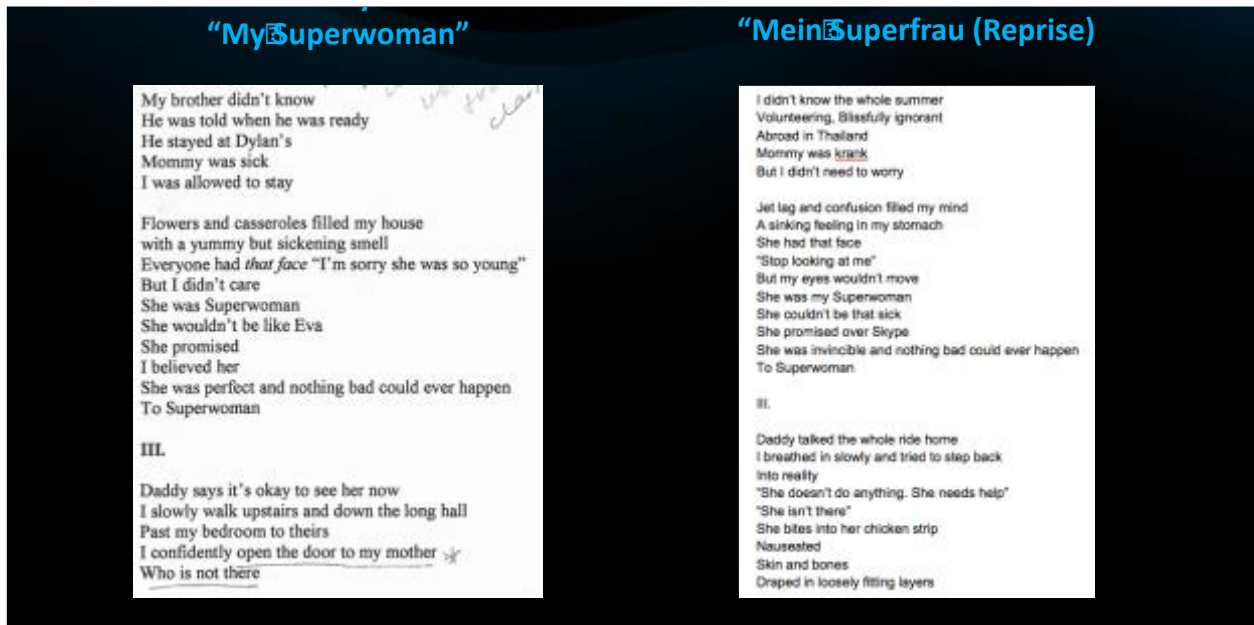 “My Superwoman”
My brother didn’t know
He was told when he was ready
He stayed at Dylan’s
Mommy was sick
I was allowed to stay
Flowers and casseroles filled my house
with a yummy but sickening smell
Everyone had that face “I’m sorry she was so young”
But I didn’t care
She was Superwoman
She wouldn’t be like Eva
She promised
I believed her
She was perfect and nothing bad could ever happen
To Superwoman
III.
Daddy says it’s okay to see her now
I slowly walk upstairs and down the long hall
Past my bedroom to theirs
I confidently open the door to my mother
Who is not there
“Mein Superfrau (Reprise)
I didn’t know the whole summer
Volunteering, Blissfully ignorant
Abroad in Thailand
Mommy was krank
But I didn’t need to worry
Jet lag and confusion filled my mind
A sinking feeling in my stomach
She had that face
“Stop looking at me”
But my eyes wouldn’t move
She was my Superwoman
She couldn’t be that sick
She promised over Skype
She was invincible and nothing bad could ever happen
To Superwoman
III.
Daddy talked the whole ride home
I breathed in slowly and tried to step back
Into reality
“She doesn’t do anything. She needs help”
“She isn’t there”
She bites into her chicken strip
Nauseated
Skin and bones
Draped in loosely fitting layers